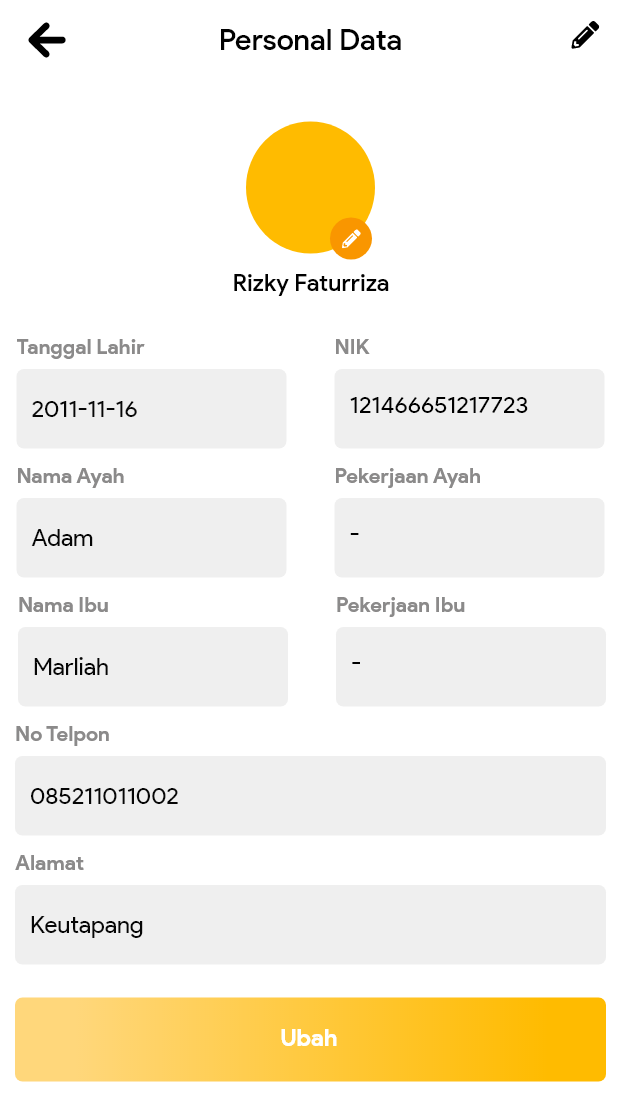 Personal Data
Rizky Faturriza
Tanggal Lahir
NIK
2011-11-16
121466651217723
Nama Ayah
Pekerjaan Ayah
Adam
-
Nama Ibu
Pekerjaan Ibu
Marliah
-
No Telpon
085211011002
Alamat
Keutapang
Ubah